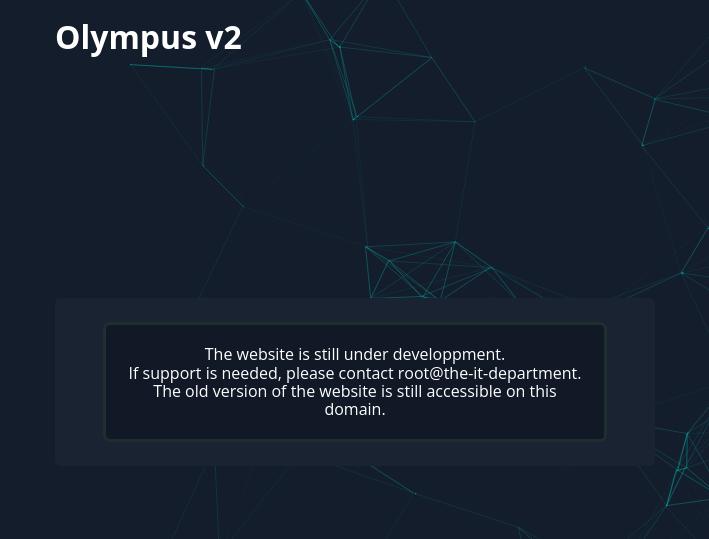 Olympus v2
The website is still under developpment.
If support is needed, please contact root@the-it-department.
The old version of the website is still accessible on this
domain.